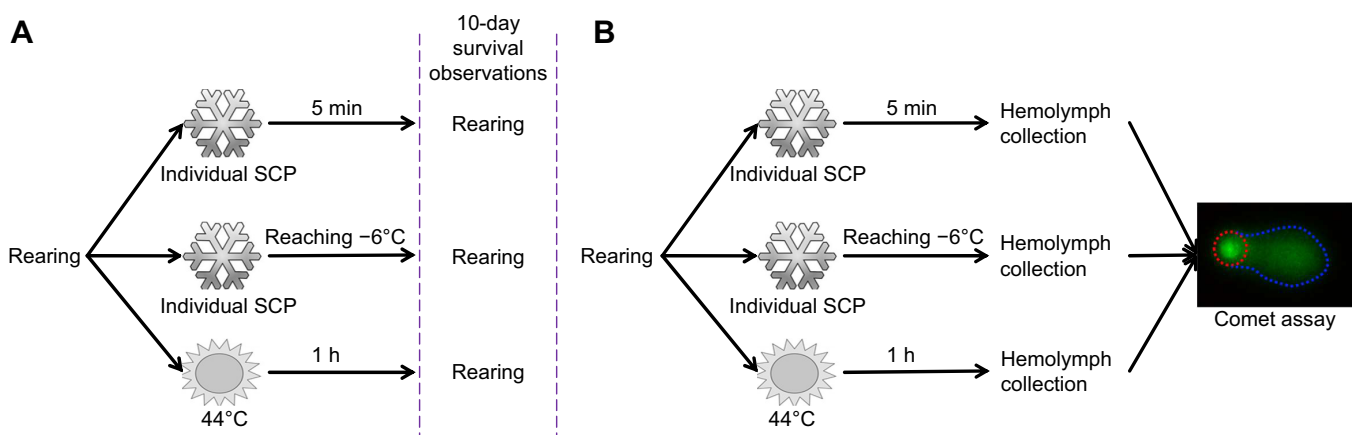 A
10-day
survival
observations
5 min
Rearing
Individual SCP
Rearing
Reaching −6°C
Rearing
Individual SCP
1 h
Rearing
44°C
B
5 min
Hemolymph
collection
Individual SCP
Rearing
Reaching −6°C
Hemolymph
collection
Individual SCP
Comet assay
1 h
Hemolymph
collection
44°C